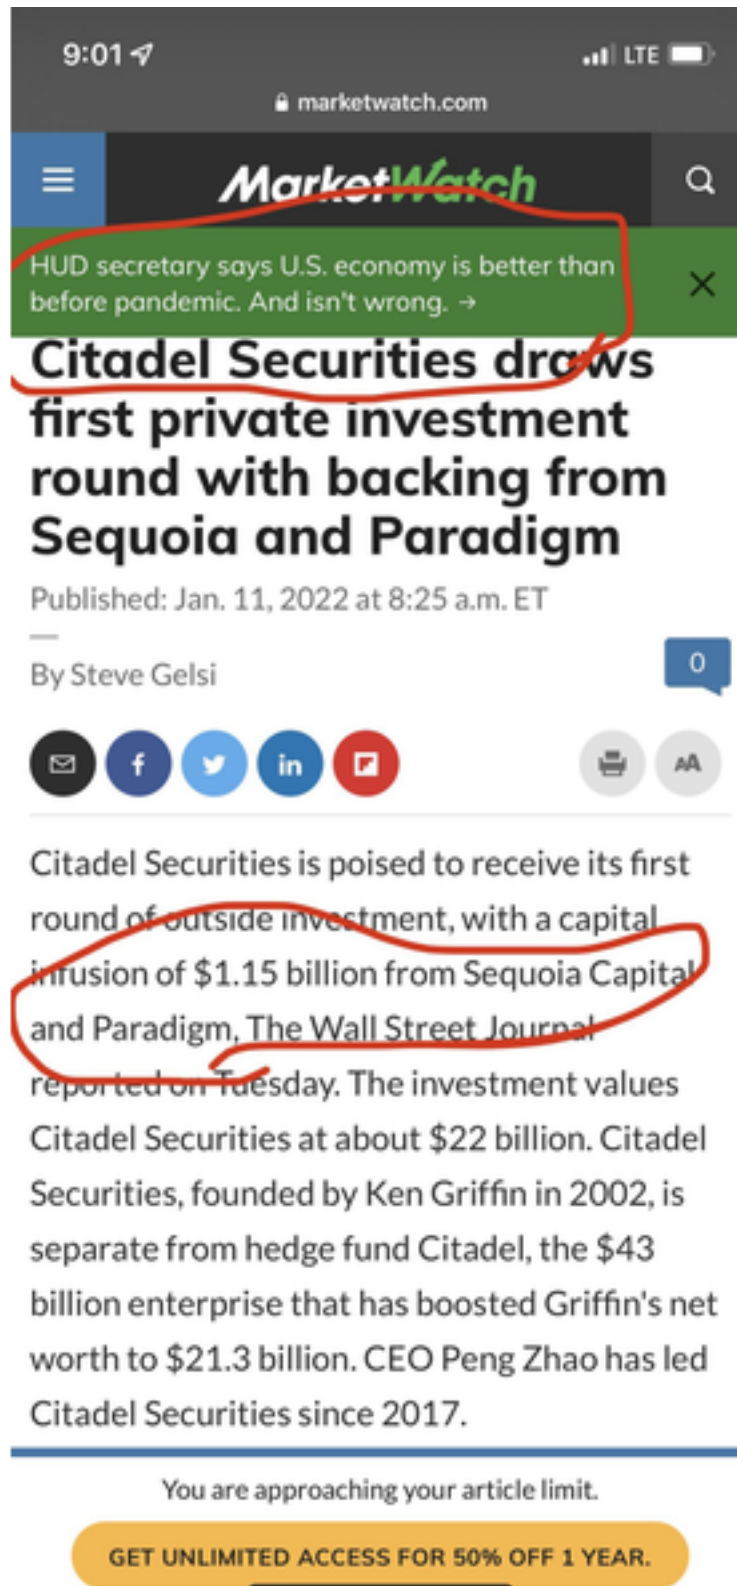 9:01
LTE
marketwatch.com
MarketWatch
HUD secretary says U.S. economy is better than
before pandemic. And isn't wrong. →
Citadel Securities draws
first private investment
round with backing from
Sequoia and Paradigm
Published: Jan. 11, 2022 at 8:25 a.m. ET
By Steve Gelsi
0
f
in
AA
Citadel Securities is poised to receive its first
round of outside investment, with a capital
infusion of $1.15 billion from Sequoia Capital
and Paradigm, The Wall Street Journal
reported on Tuesday. The investment values
Citadel Securities at about $22 billion. Citadel
Securities, founded by Ken Griffin in 2002, is
separate from hedge fund Citadel, the $43
billion enterprise that has boosted Griffin's net
worth to $21.3 billion. CEO Peng Zhao has led
Citadel Securities since 2017.
You are approaching your article limit.
GET UNLIMITED ACCESS FOR 50% OFF 1 YEAR.